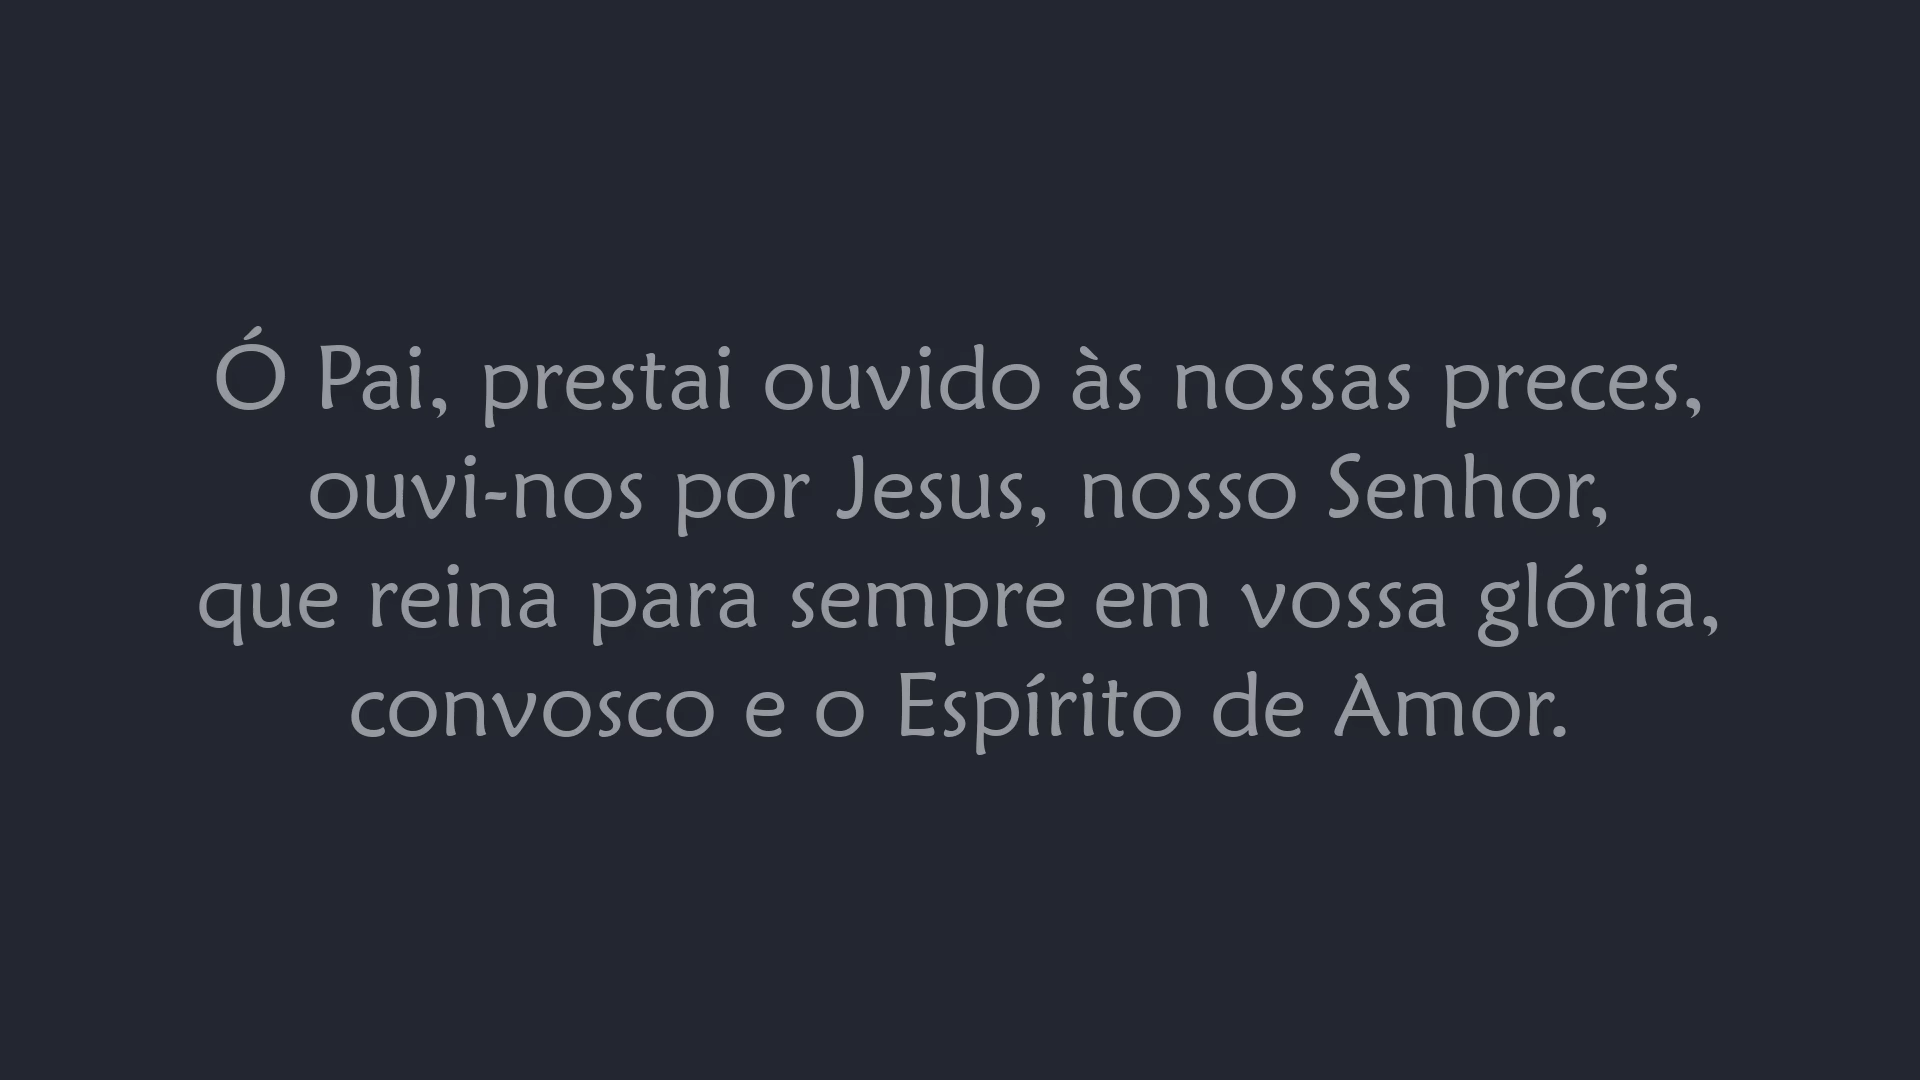 Ó Pai, prestai ouvido às nossas preces,
ouvi-nos por Jesus, nosso Senhor,
que reina para sempre em vossa glória,
convosco e o Espírito de Amor.